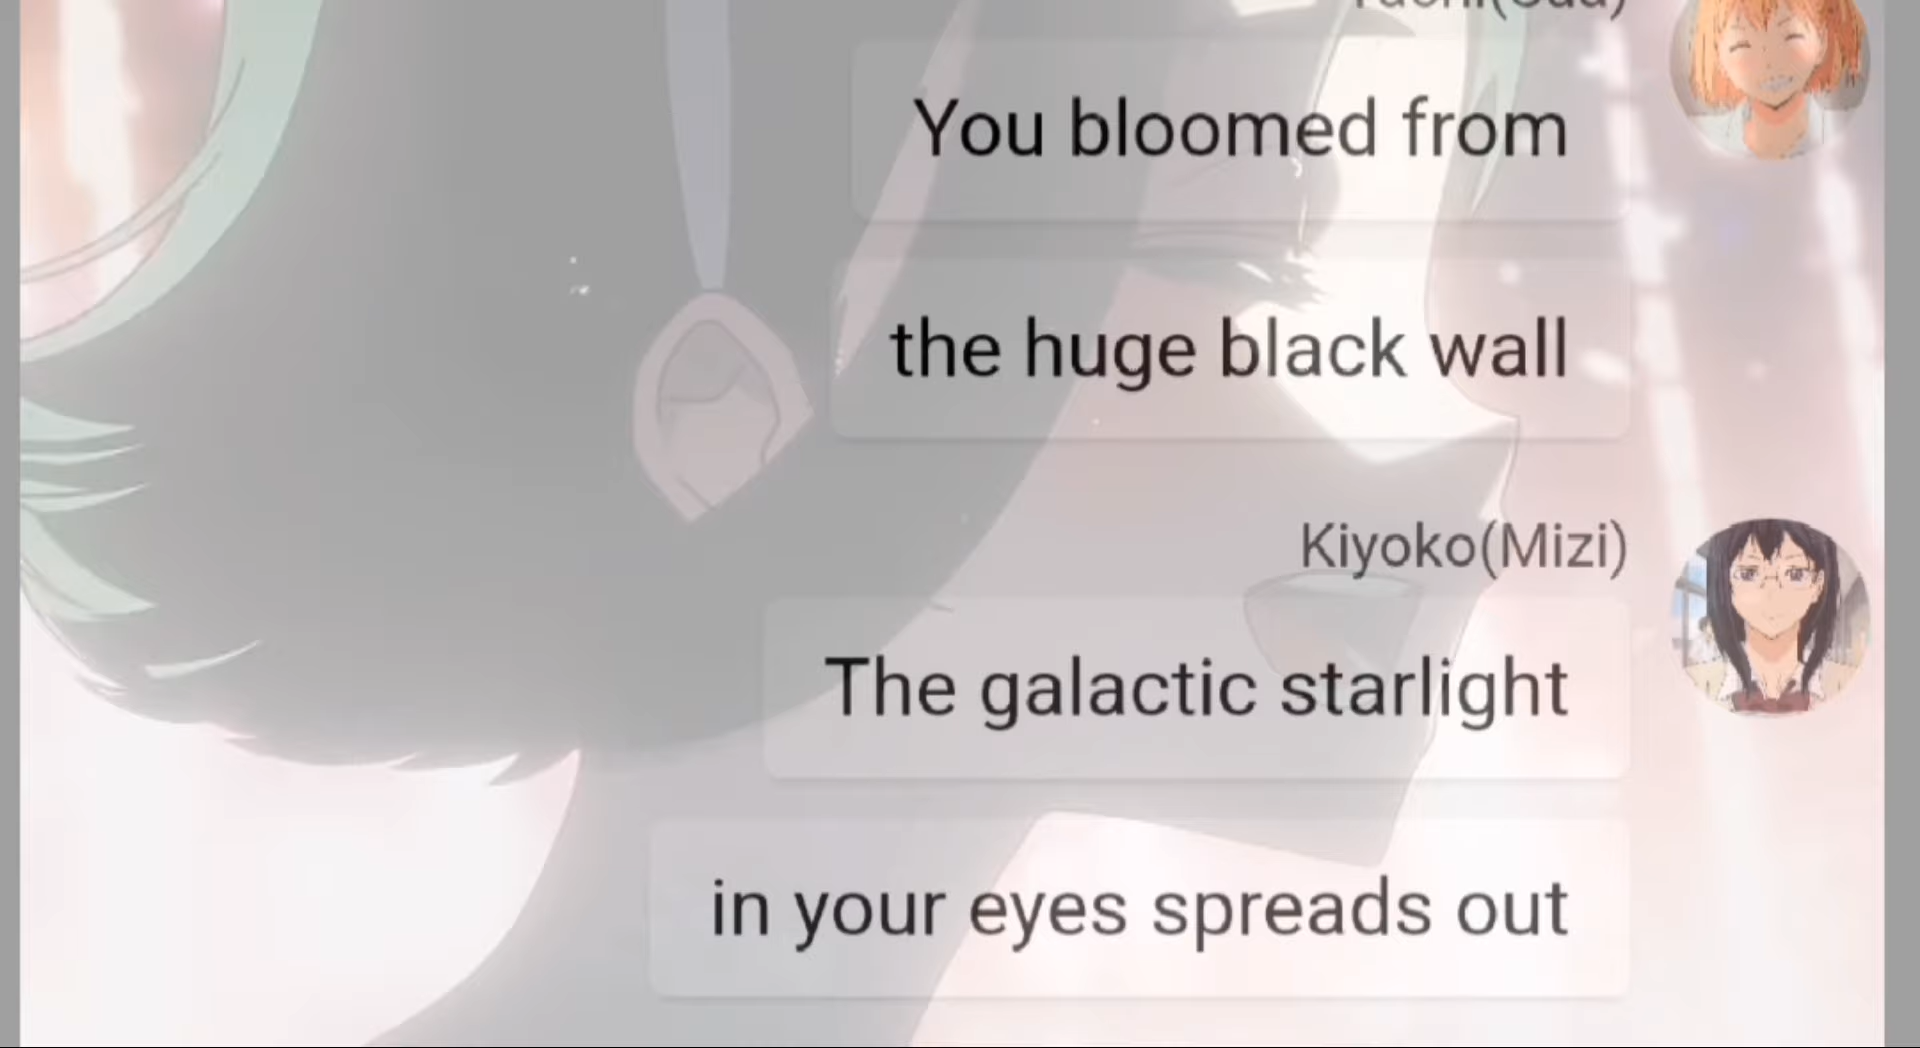 You bloomed from
the huge black wall
Kiyoko(Mizi)
The galactic starlight
in your eyes spreads out